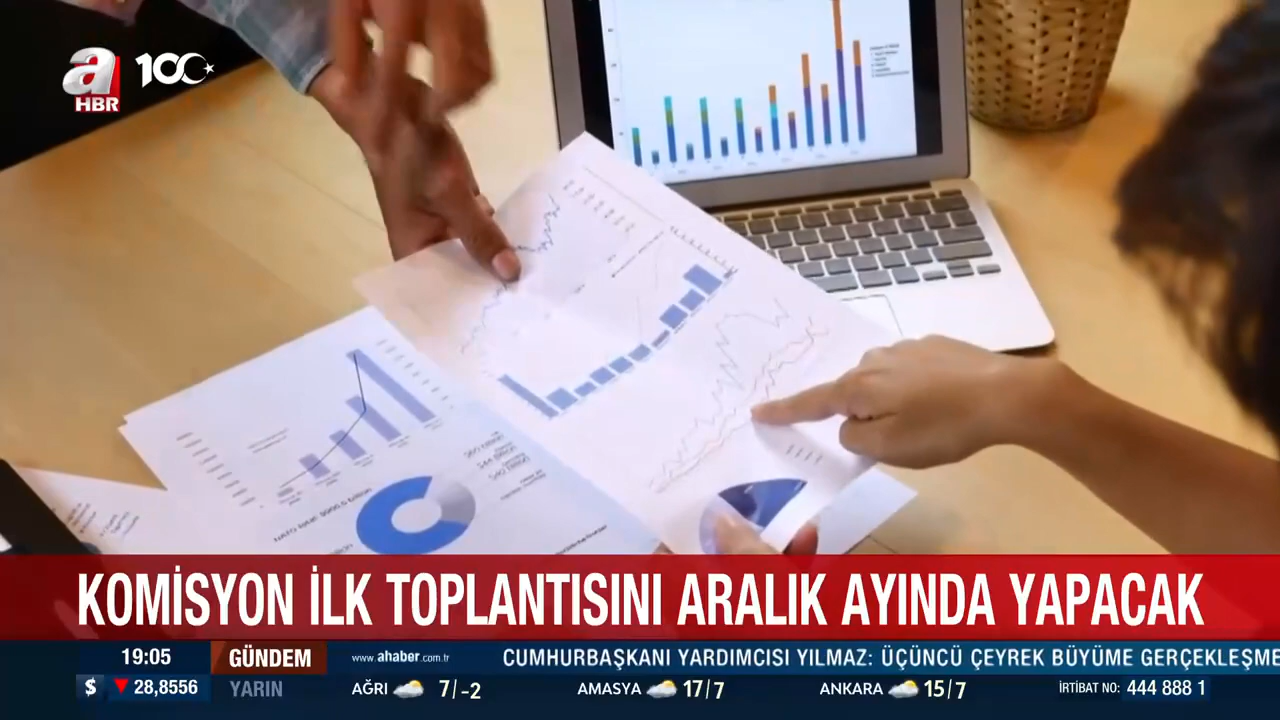 a
HBR
100
KOMİSYON İLK TOPLANTISINI ARALIK AYINDA YAPACAK
19:05 GÜNDEM www.ahaber.com.tr CUMHURBAŞKANI YARDIMCISI YILMAZ: ÜÇÜNCÜ ÇEYREK BÜYÜME GERÇEKLEŞME
$ 28,8556 YARIN AĞRI 7/-2 AMASYA 17/7 ANKARA 15/7 İRTİBAT NO: 444 888 1